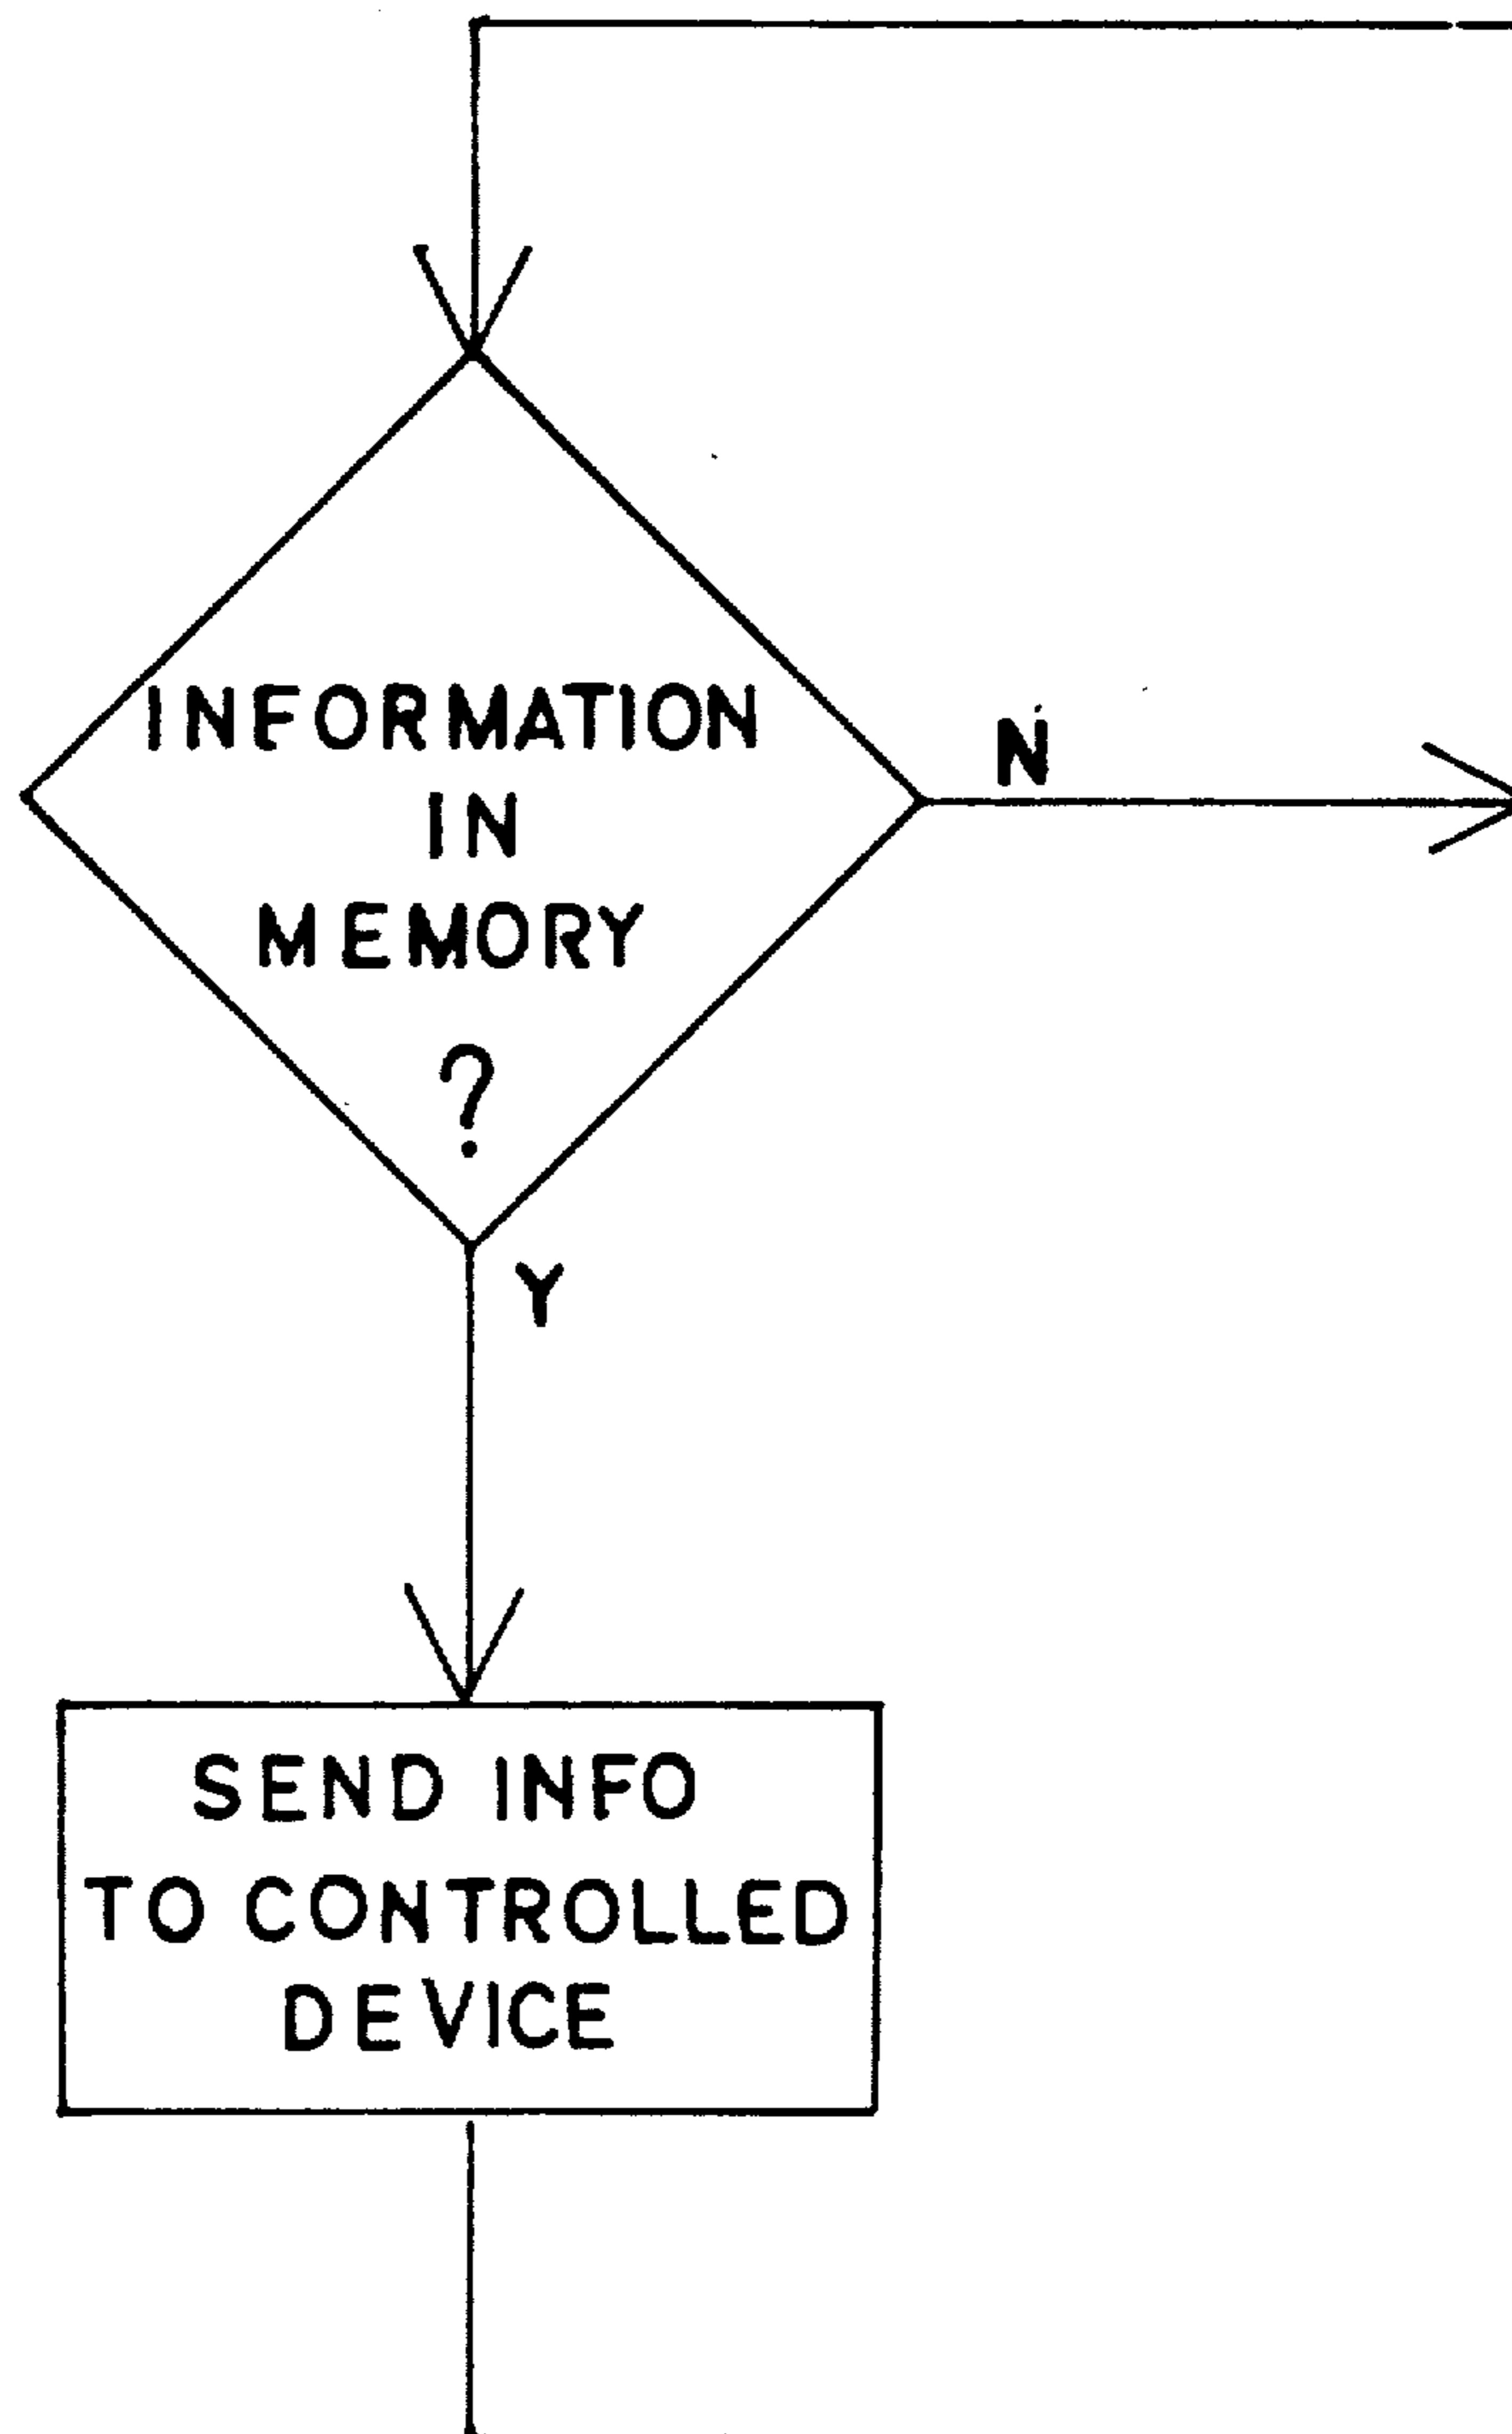 INFORMATION
IN
MEMORY
?
N
Y
SEND INFO
TO CONTROLLED
DEVICE